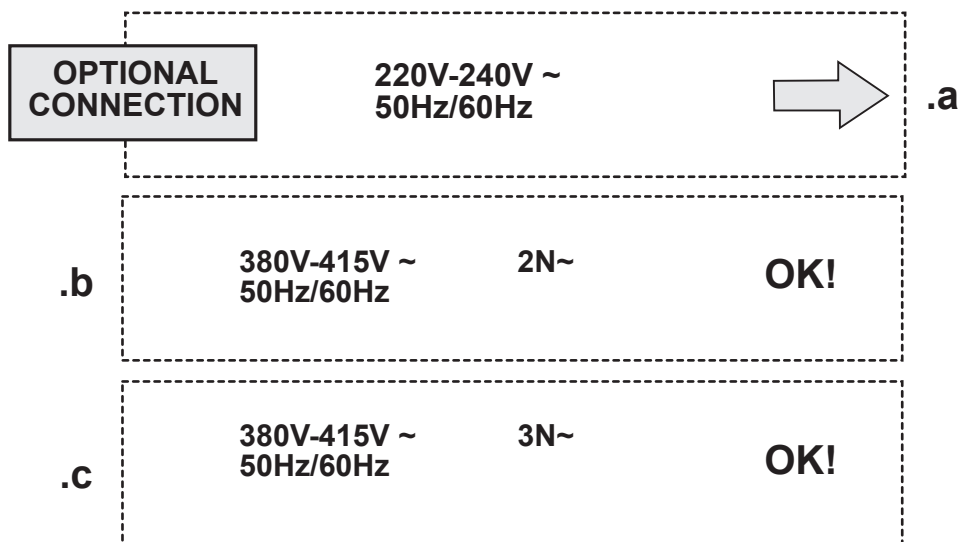 OPTIONAL
CONNECTION
220V-240V ~
50Hz/60Hz
.a
.b
380V-415V ~ 2N~
50Hz/60Hz
OK!
.c
380V-415V ~ 3N~
50Hz/60Hz
OK!